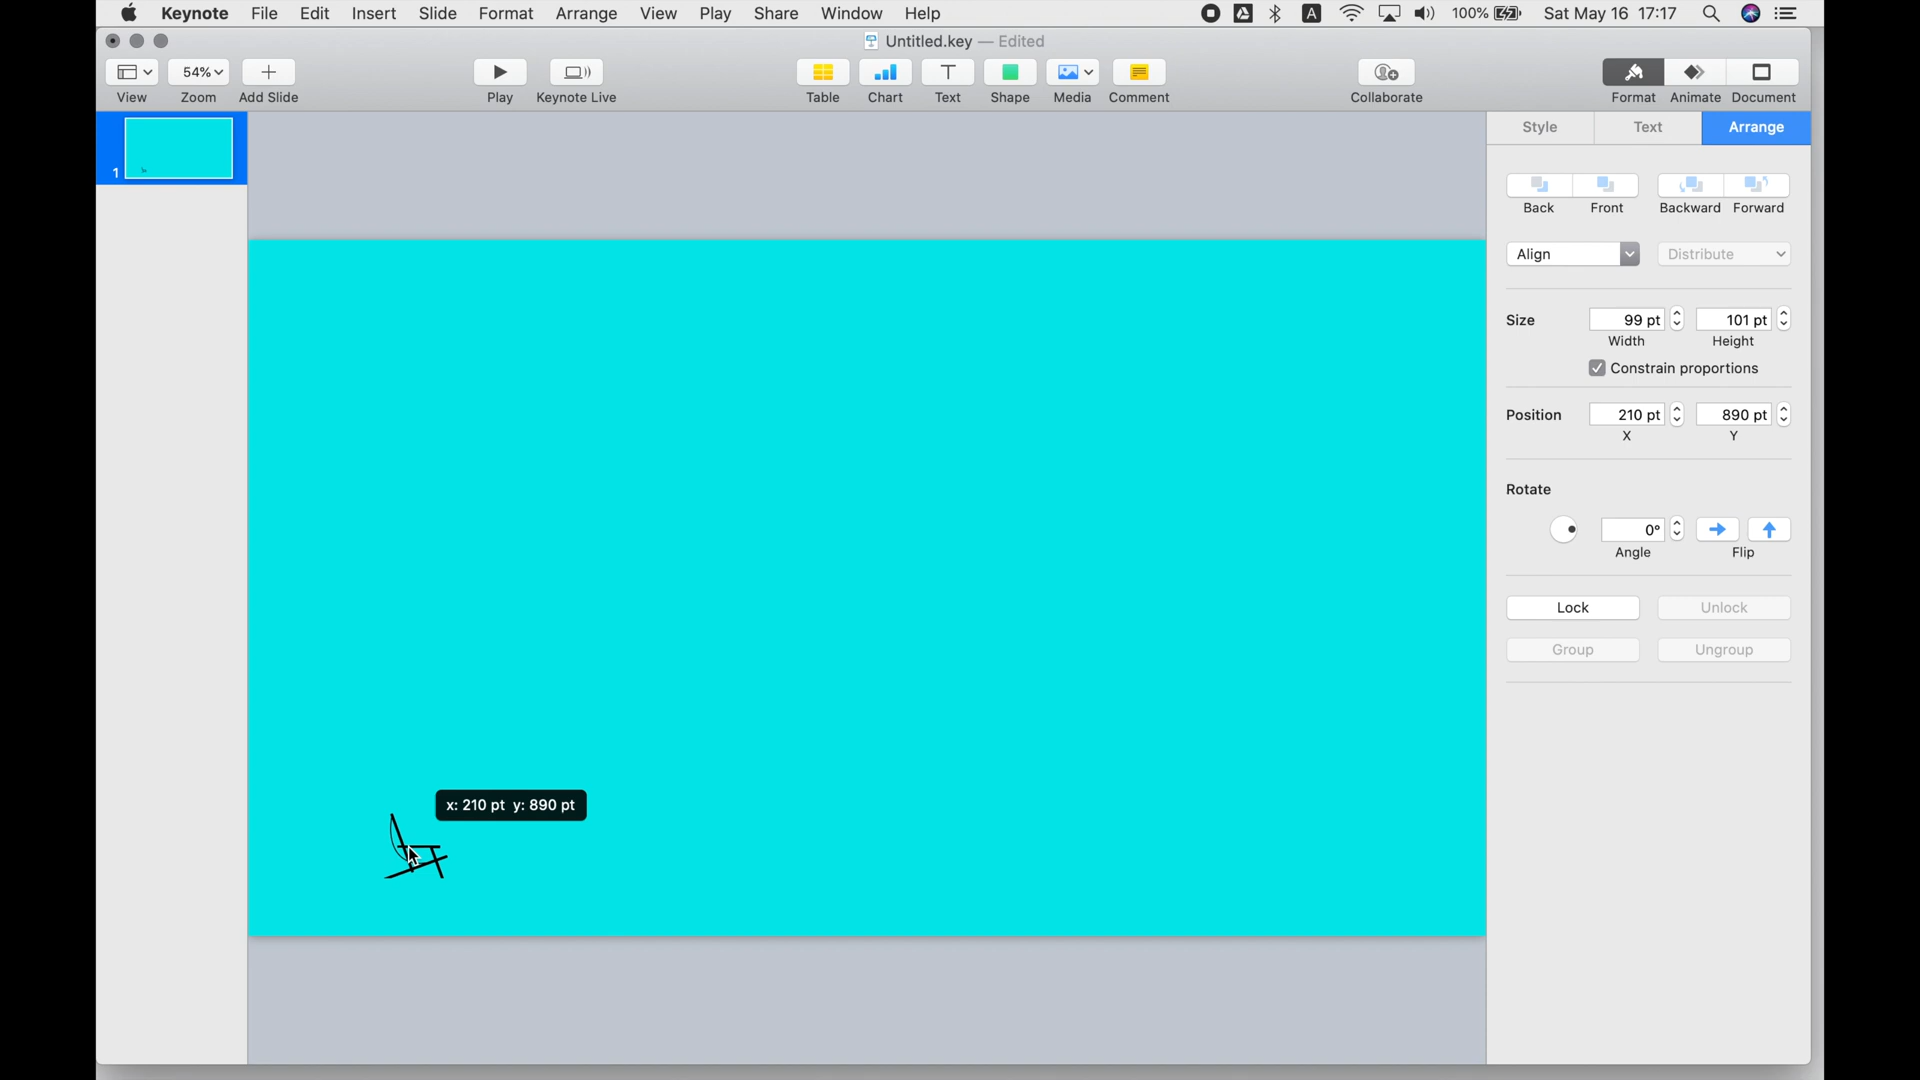 Keynote File Edit Insert Slide Format Arrange View Play Share Window Help A 100% Sat May 16 17:17
Untitled.key — Edited
54%
View Zoom Add Slide Play Keynote Live Table Chart Text Shape Media Comment Collaborate Format Animate Document
1
Style Text Arrange
Back Front Backward Forward
Align Distribute
Size 99 pt 101 pt
Width Height
Constrain proportions
Position 210 pt 890 pt
X Y
Rotate
0°
Angle Flip
Lock Unlock
Group Ungroup
x: 210 pt y: 890 pt